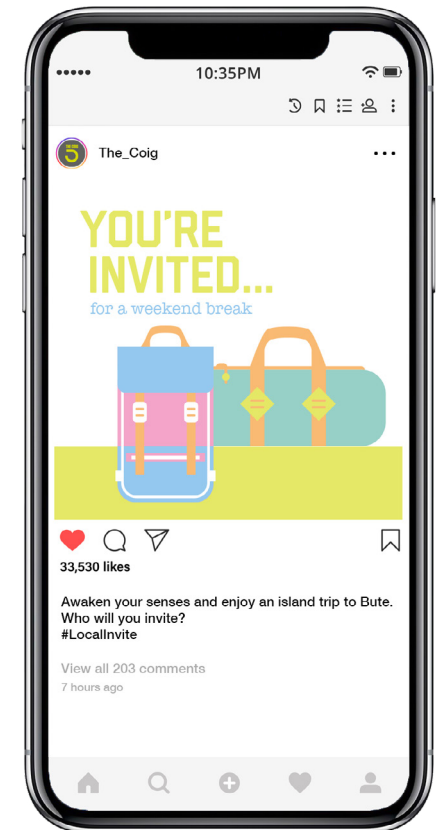 10:35PM
5
The_Coig
YOU'RE
INVITED...
for a weekend break
33,530 likes
Awaken your senses and enjoy an island trip to Bute.
Who will you invite?
#LocalInvite
View all 203 comments
7 hours ago